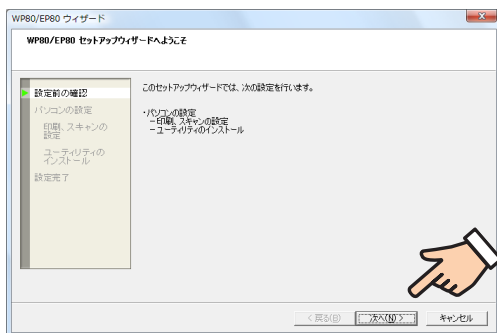 WP80/EP80 ウィザード
WP80/EP80 セットアップウィザードへようこそ
設定前の確認
パソコンの設定
印刷、スキャンの
設定
ユーティリティの
インストール
設定完了
このセットアップウィザードでは、次の設定を行います。
・パソコンの設定
－印刷、スキャンの設定
－ユーティリティのインストール
< 戻る(B)
次へ(N) >
キャンセル